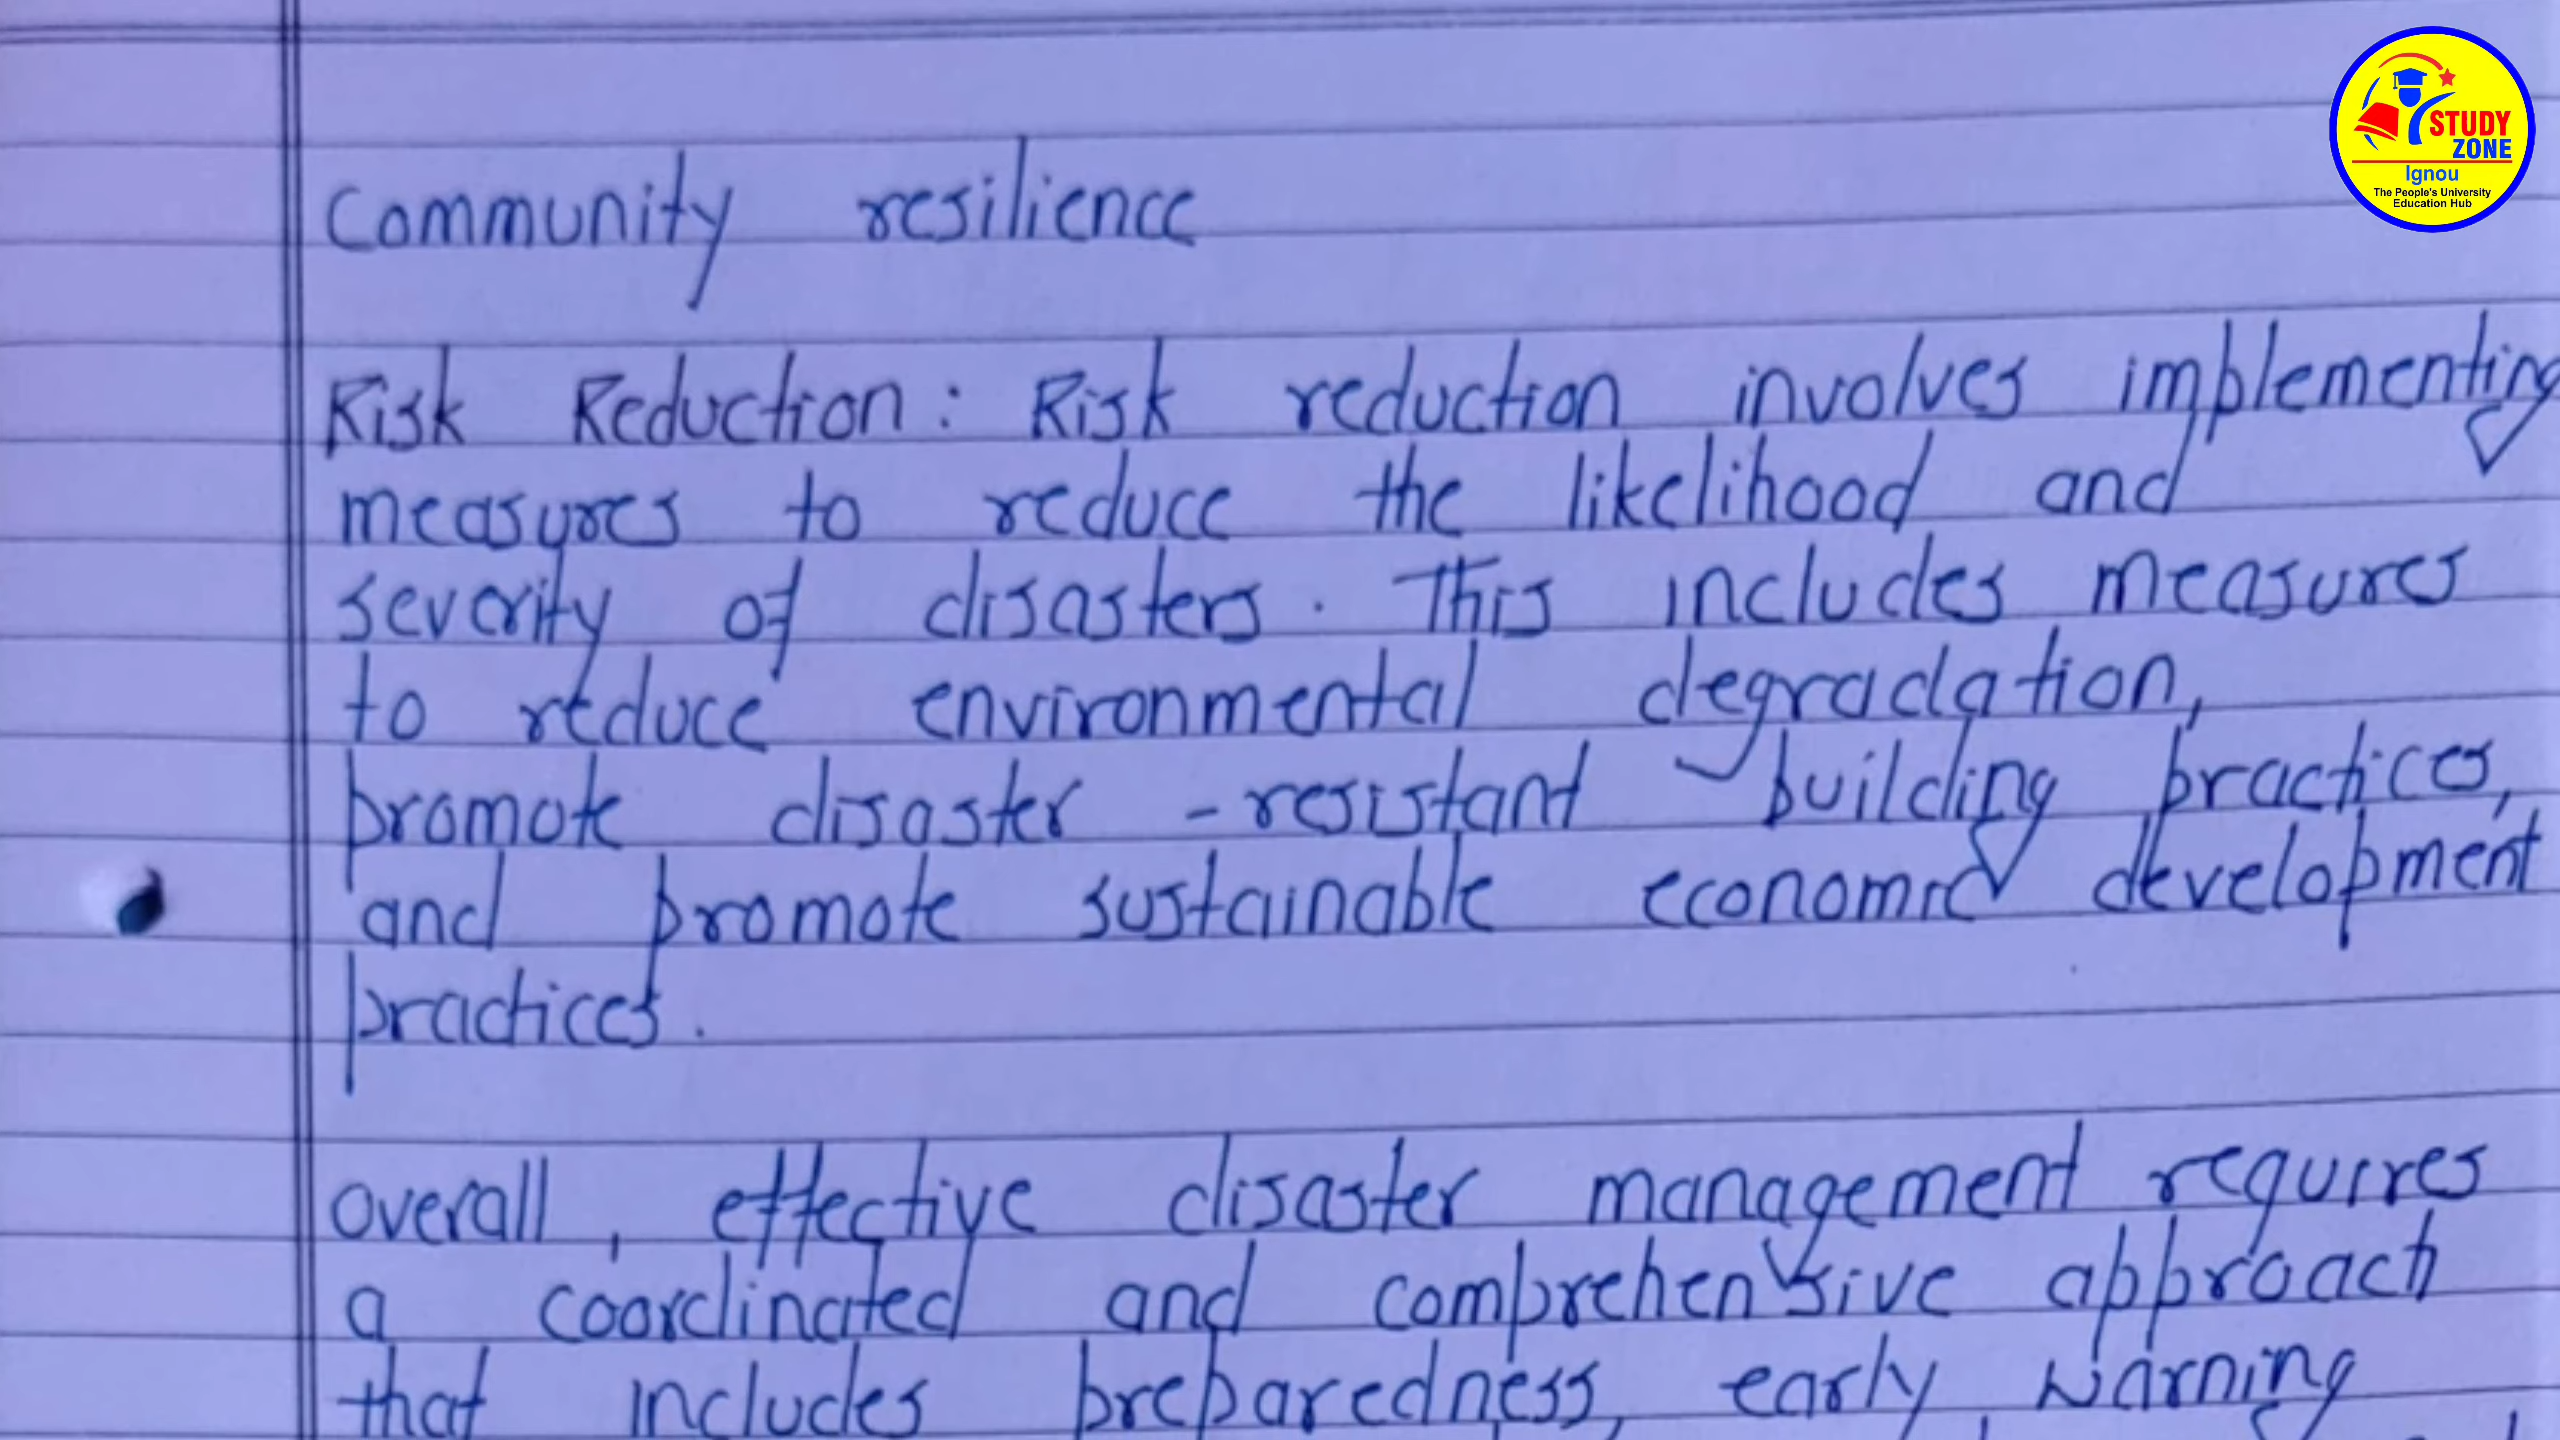 STUDY
ZONE
Ignou
The People's University
Education Hub
Community resilience
Risk Reduction : Risk reduction involves implementing
measures to reduce the likelihood and
severity of disasters. This includes measures
to reduce environmental degradation,
promote disaster -resistant building practices,
and promote sustainable economic development
practices.
overall, effective disaster management requires
a coordinated and comprehensive approach
that includes preparedness, early warning